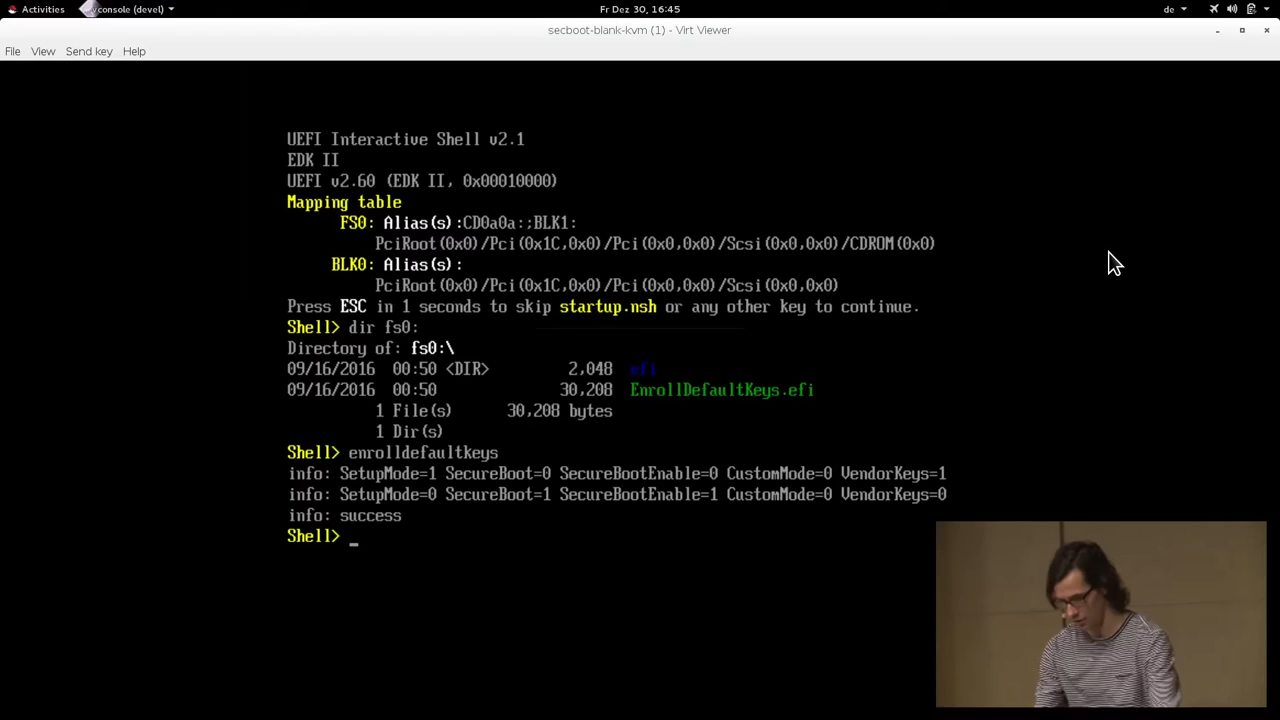 Activities
vconsole (devel)
Fr Dez 30, 16:45
de
secboot-blank-kvm (1) - Virt Viewer
File View Send key Help
UEFI Interactive Shell v2.1
EDK II
UEFI v2.60 (EDK II, 0x00010000)
Mapping table
FS0: Alias(s):CD0a0a:;BLK1:
PciRoot(0x0)/Pci(0x1C,0x0)/Pci(0x0,0x0)/Scsi(0x0,0x0)/CDROM(0x0)
BLK0: Alias(s):
PciRoot(0x0)/Pci(0x1C,0x0)/Pci(0x0,0x0)/Scsi(0x0,0x0)
Press ESC in 1 seconds to skip startup.nsh or any other key to continue.
Shell> dir fs0:
Directory of: fs0:\
09/16/2016 00:50 <DIR> 2,048 efi
09/16/2016 00:50 30,208 EnrollDefaultKeys.efi
1 File(s) 30,208 bytes
1 Dir(s)
Shell> enrolldefaultkeys
info: SetupMode=1 SecureBoot=0 SecureBootEnable=0 CustomMode=0 VendorKeys=1
info: SetupMode=0 SecureBoot=1 SecureBootEnable=1 CustomMode=0 VendorKeys=0
info: success
Shell> _